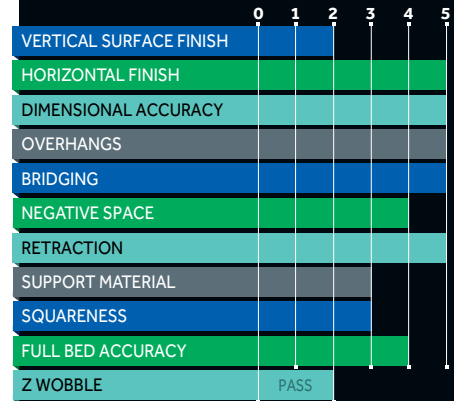 0 1 2 3 4 5
VERTICAL SURFACE FINISH
HORIZONTAL FINISH
DIMENSIONAL ACCURACY
OVERHANGS
BRIDGING
NEGATIVE SPACE
RETRACTION
SUPPORT MATERIAL
SQUARENESS
FULL BED ACCURACY
Z WOBBLE PASS